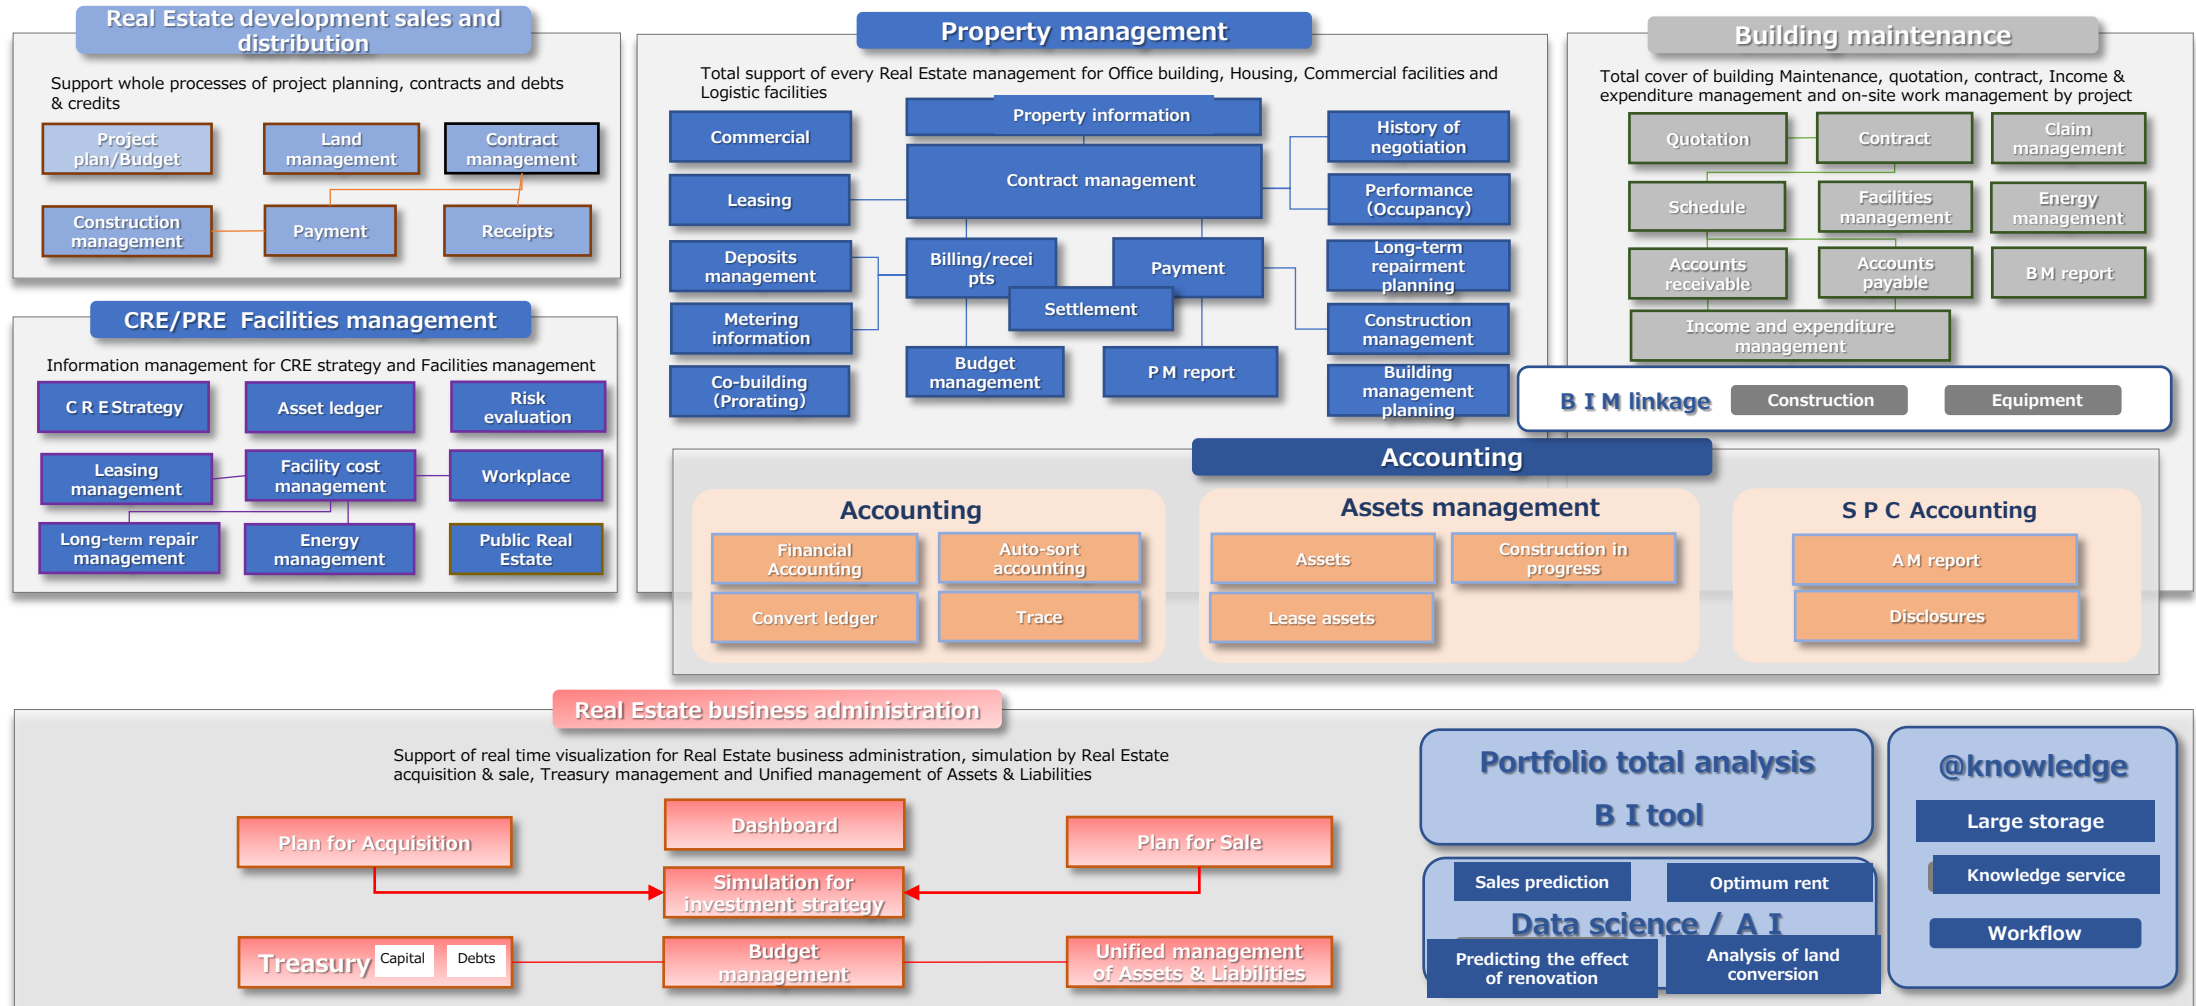 Real Estate development sales and
distribution
Support whole processes of project planning, contracts and debts
& credits
Project
plan/Budget
Land
management
Contract
management
Construction
management
Payment
Receipts
CRE/PRE Facilities management
Information management for CRE strategy and Facilities management
C R E Strategy
Asset ledger
Risk
evaluation
Leasing
management
Facility cost
management
Workplace
Long-term repair
management
Energy
management
Public Real
Estate
Property management
Total support of every Real Estate management for Office building, Housing, Commercial facilities and
Logistic facilities
Commercial
Property information
History of
negotiation
Contract management
Leasing
Performance
(Occupancy)
Deposits
management
Billing/recei
pts
Payment
Long-term
repairment
planning
Settlement
Metering
information
Construction
management
Budget
management
P M report
Co-building
(Prorating)
Building
management
planning
Building maintenance
Total cover of building Maintenance, quotation, contract, Income &
expenditure management and on-site work management by project
Quotation
Contract
Claim
management
Schedule
Facilities
management
Energy
management
Accounts
receivable
Accounts
payable
B M report
Income and expenditure
management
B I M linkage
Construction
Equipment
Accounting
Accounting
Financial
Accounting
Auto-sort
accounting
Convert ledger
Trace
Assets management
Assets
Construction in
progress
Lease assets
S P C Accounting
A M report
Disclosures
Real Estate business administration
Support of real time visualization for Real Estate business administration, simulation by Real Estate
acquisition & sale, Treasury management and Unified management of Assets & Liabilities
Plan for Acquisition
Dashboard
Plan for Sale
Simulation for
investment strategy
Treasury
Capital
Debts
Budget
management
Unified management
of Assets & Liabilities
Portfolio total analysis
B I tool
Sales prediction
Optimum rent
Data science / A I
Predicting the effect
of renovation
Analysis of land
conversion
@knowledge
Large storage
Knowledge service
Workflow